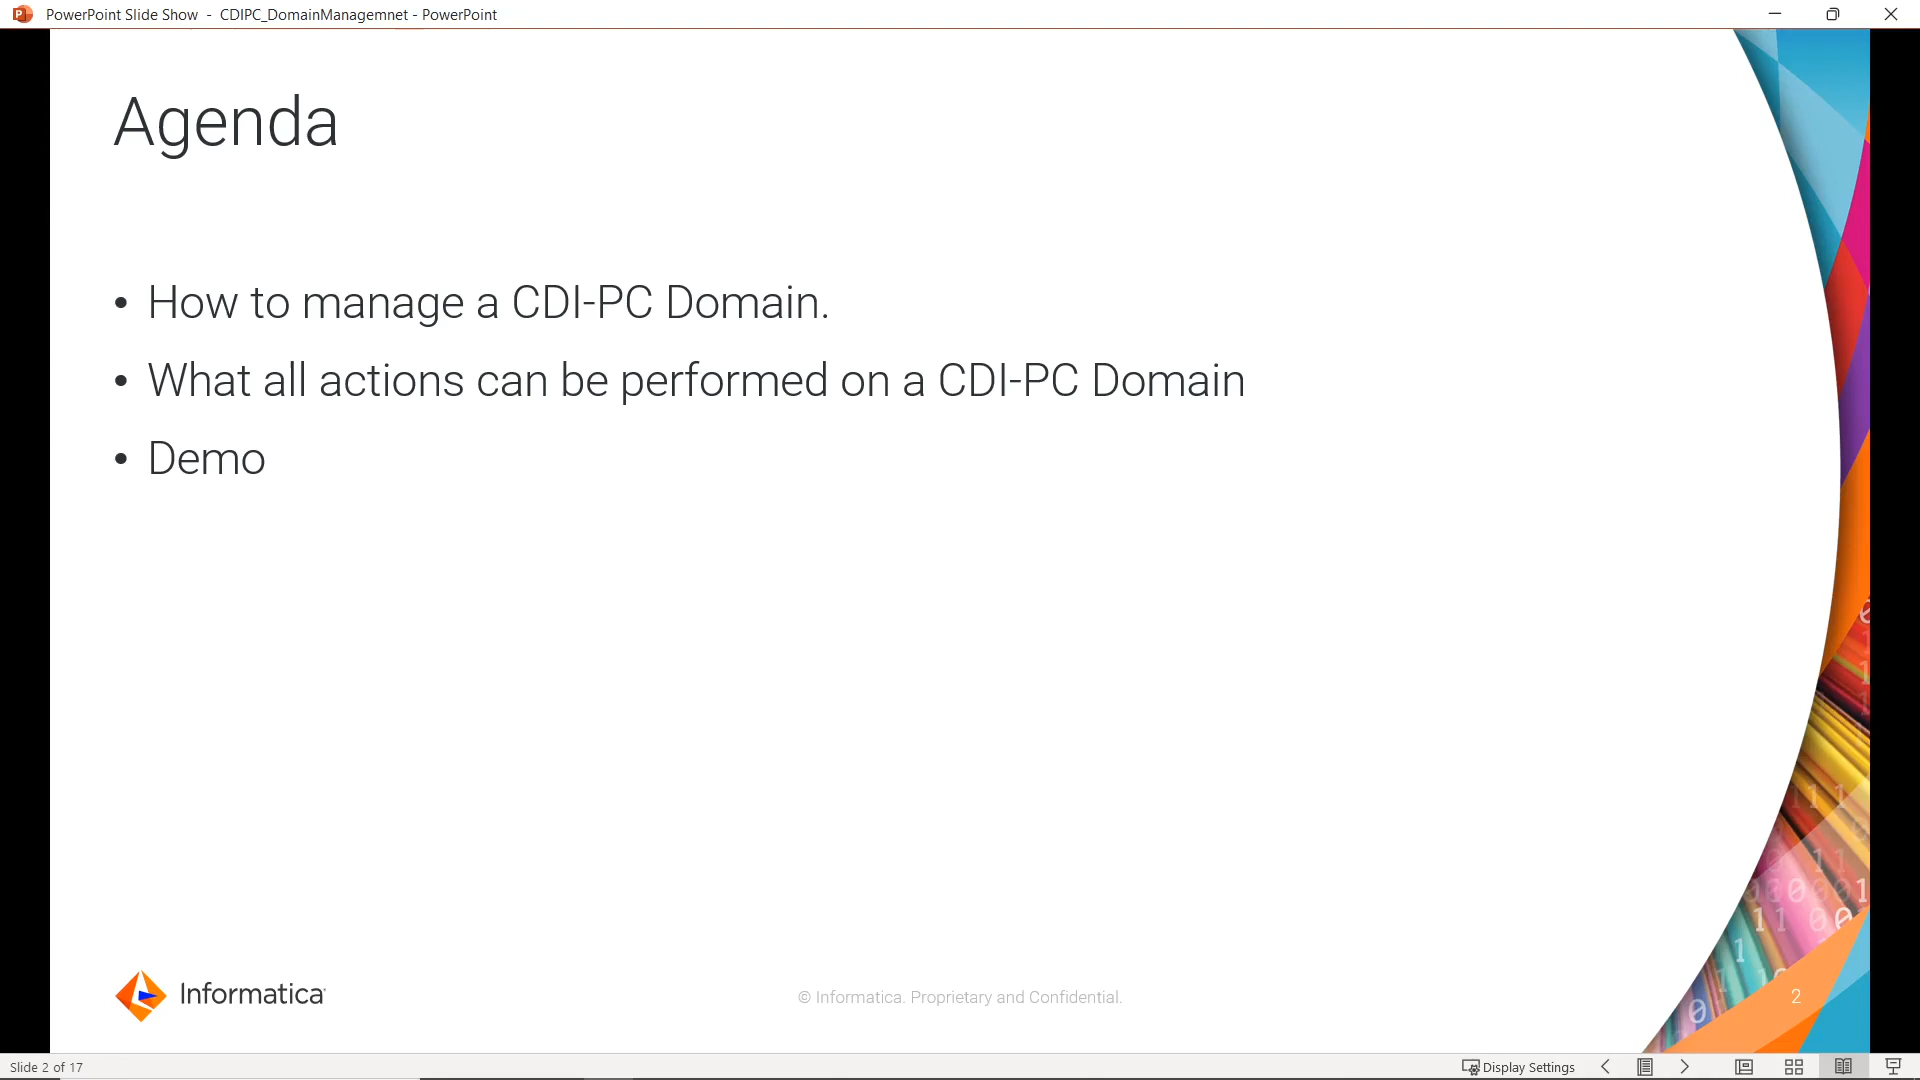 PowerPoint Slide Show - CDIPC_DomainManagemnet - PowerPoint
Agenda
• How to manage a CDI-PC Domain.
• What all actions can be performed on a CDI-PC Domain
• Demo
Informatica
© Informatica. Proprietary and Confidential.
2
Slide 2 of 17
Display Settings